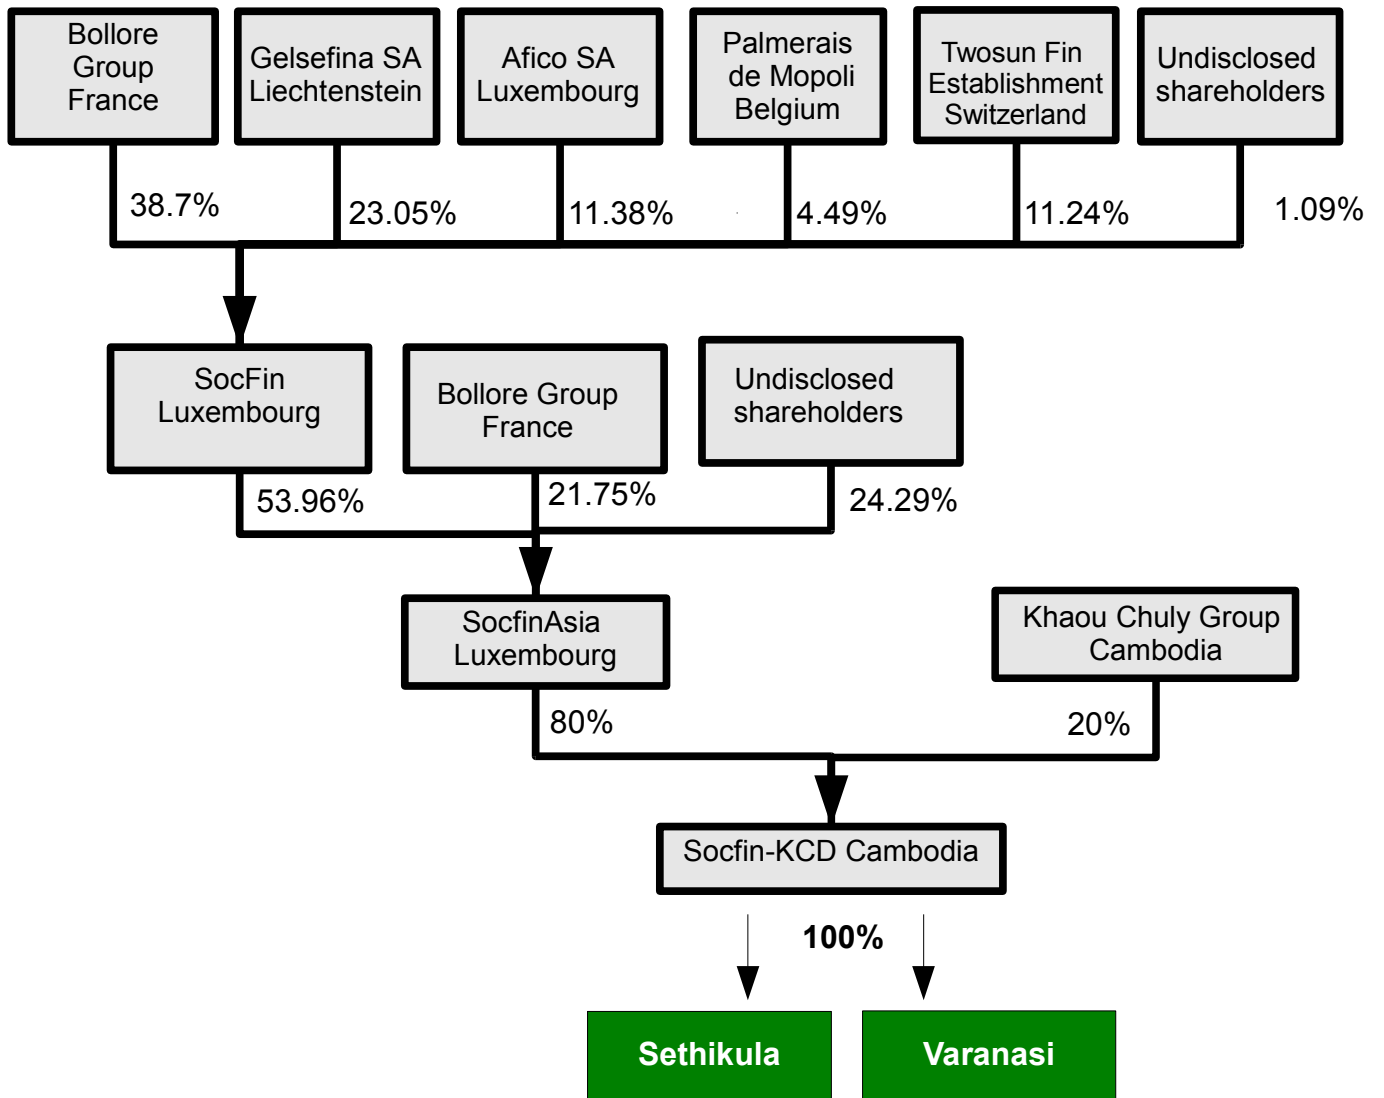 Bollore
Group
France
Gelsefina SA
Liechtenstein
Afico SA
Luxembourg
Palmerais
de Mopoli
Belgium
Twosun Fin
Establishment
Switzerland
Undisclosed
shareholders
38.7%
23.05%
11.38%
4.49%
11.24%
1.09%
SocFin
Luxembourg
Bollore Group
France
Undisclosed
shareholders
53.96%
21.75%
24.29%
SocfinAsia
Luxembourg
Khaou Chuly Group
Cambodia
80%
20%
Socfin-KCD Cambodia
100%
Sethikula
Varanasi